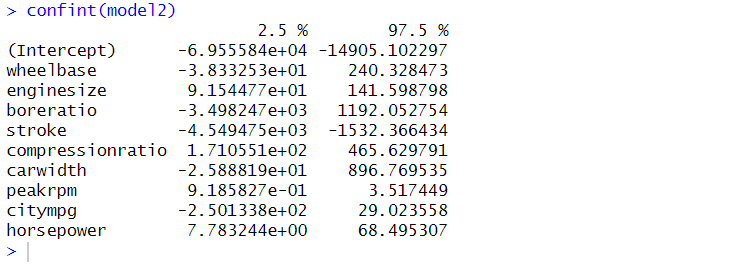 > confint(model2)
2.5 % 97.5 %
(Intercept) -6.955584e+04 -14905.102297
wheelbase -3.833253e+01 240.328473
enginesize 9.154477e+01 141.598798
boreratio -3.498247e+03 1192.052754
stroke -4.549475e+03 -1532.366434
compressionratio 1.710551e+02 465.629791
carwidth -2.588819e+01 896.769535
peakrpm 9.185827e-01 3.517449
citympg -2.501338e+02 29.023558
horsepower 7.783244e+00 68.495307
>